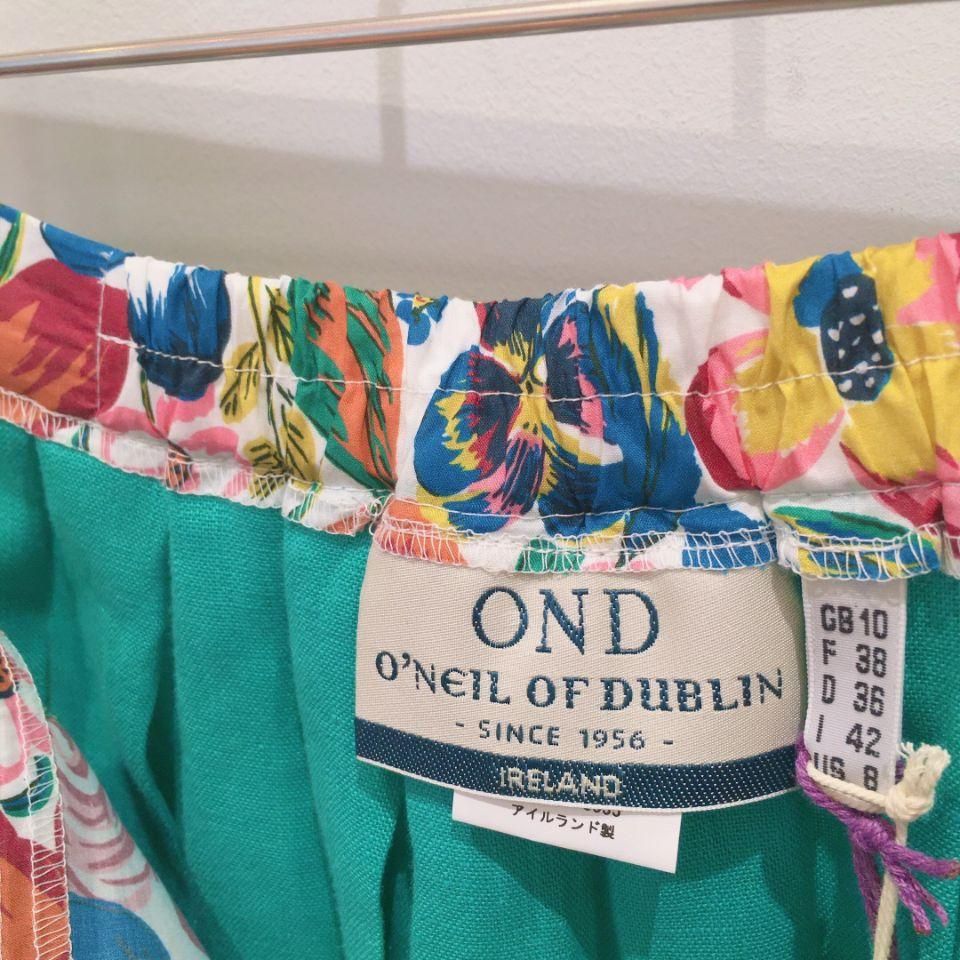 OND
O'NEIL OF DUBLIN
- SINCE 1956 -
IRELAND
アイルランド製
GB 10
F 38
D 36
I 42
US 8